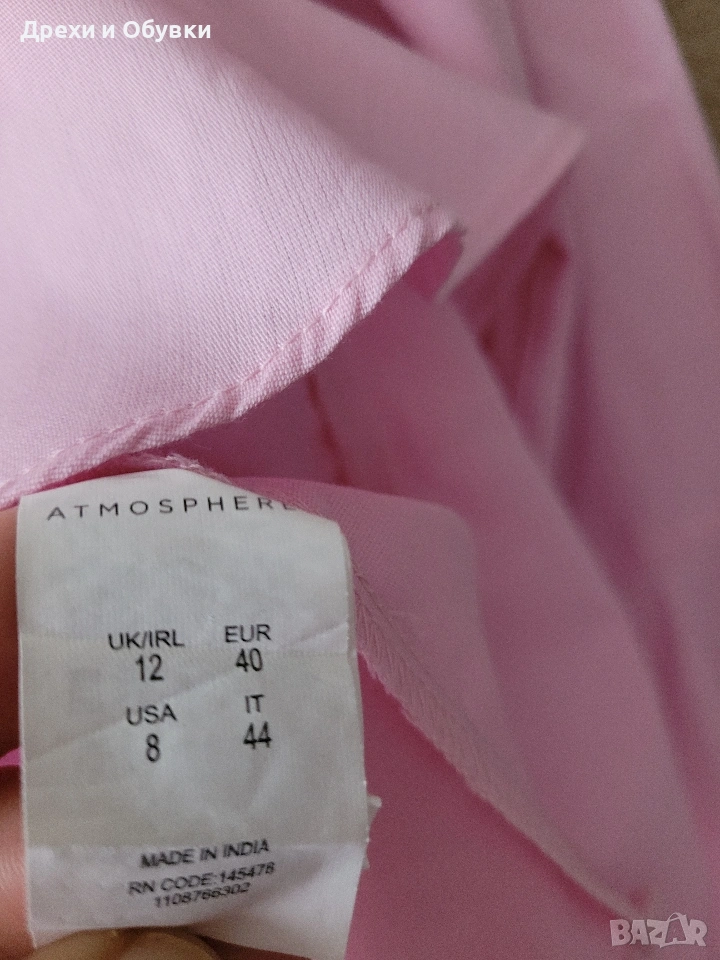 Дрехи и Обувки
ATMOSPHERE
UK/IRL EUR
12 40
USA IT
8 44
MADE IN INDIA
RN CODE:145478
1108766302
BAZAR